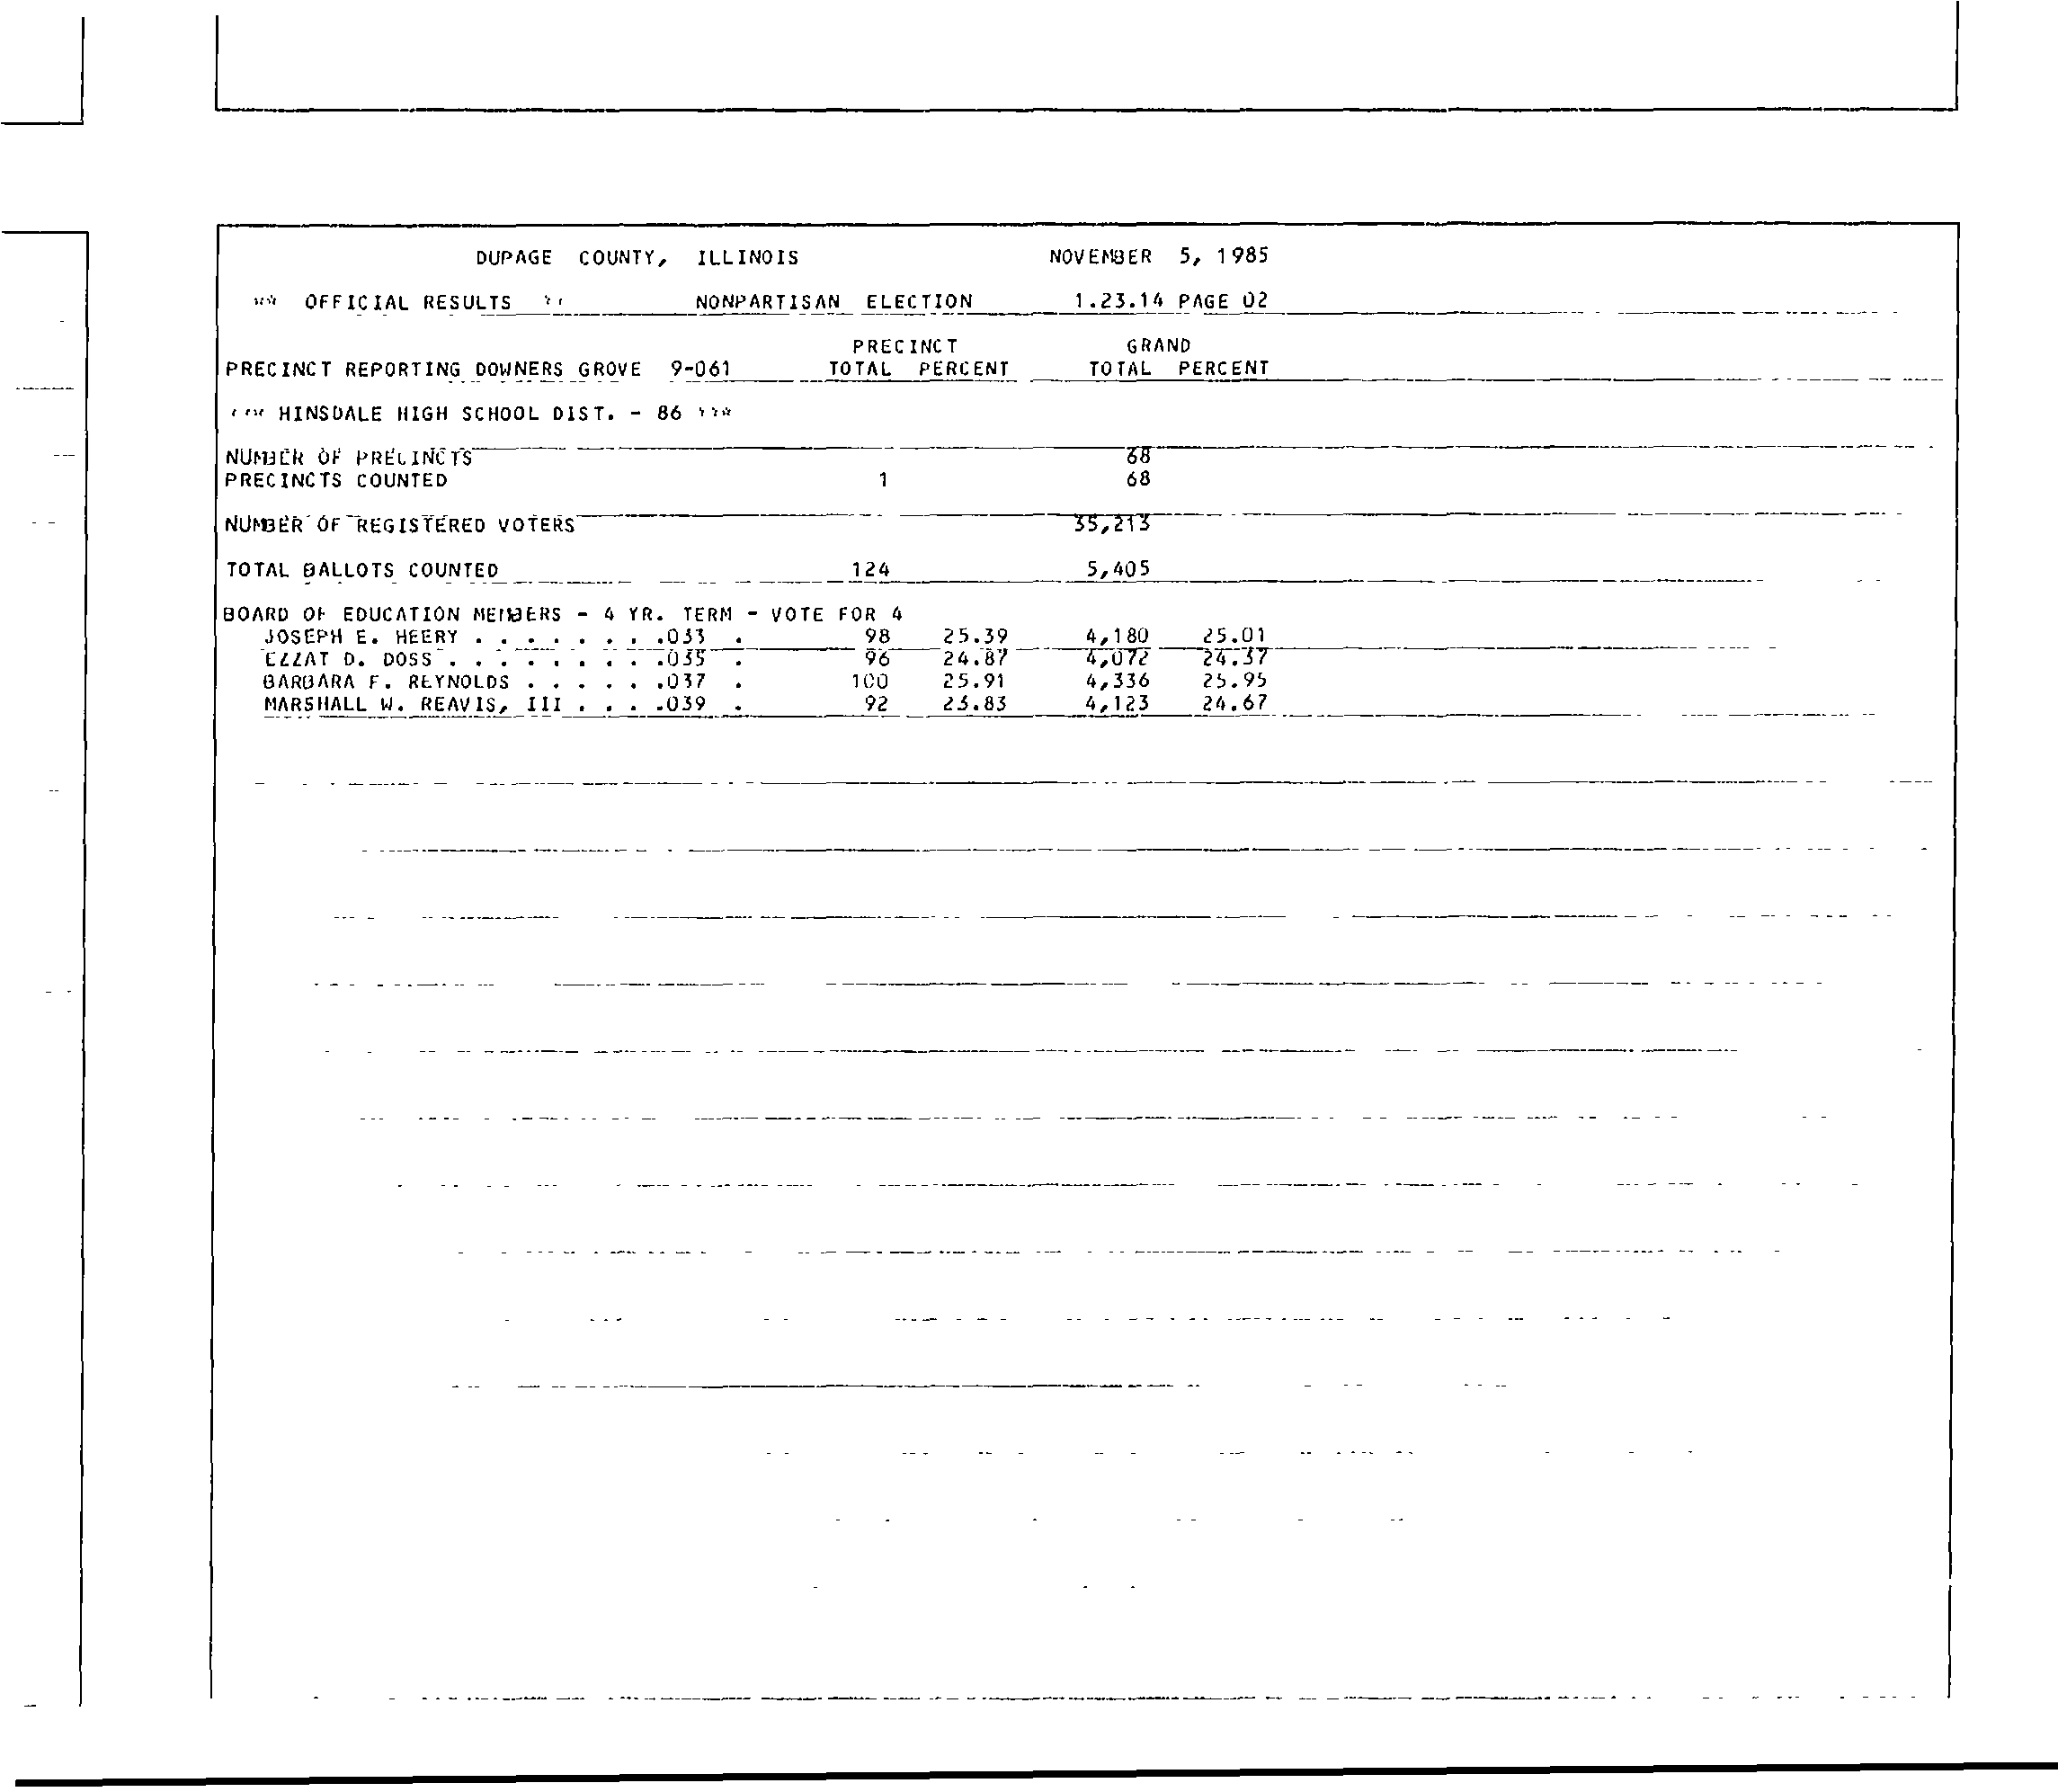 DUPAGE COUNTY, ILLINOIS NOVEMBER 5, 1985
** OFFICIAL RESULTS ** NONPARTISAN ELECTION 1.23.14 PAGE 02
PRECINCT GRAND
PRECINCT REPORTING DOWNERS GROVE 9-061 TOTAL PERCENT TOTAL PERCENT
*** HINSDALE HIGH SCHOOL DIST. - 86 ***
NUMBER OF PRECINCTS 68
PRECINCTS COUNTED 1 68
NUMBER OF REGISTERED VOTERS 35,213
TOTAL BALLOTS COUNTED 124 5,405
BOARD OF EDUCATION MEMBERS - 4 YR. TERM - VOTE FOR 4
JOSEPH E. HEERY . . . . . . . .033 . 98 25.39 4,180 25.01
EZZAT D. DOSS . . . . . . . . .035 . 96 24.87 4,072 24.37
BARBARA F. REYNOLDS . . . . . .037 . 100 25.91 4,336 25.95
MARSHALL W. REAVIS, III . . . .039 . 92 23.83 4,123 24.67